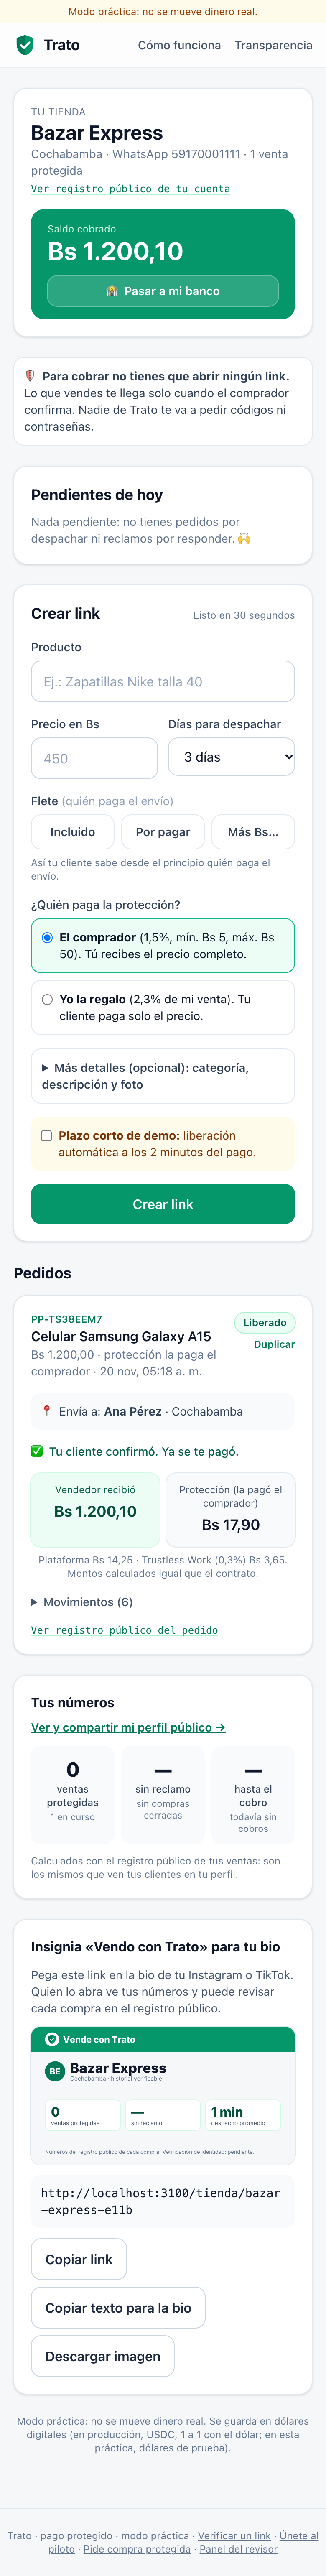 Modo práctica: no se mueve dinero real.
Trato
Cómo funciona
Transparencia
TU TIENDA
Bazar Express
Cochabamba · WhatsApp 59170001111 · 1 venta
protegida
Ver registro público de tu cuenta
Saldo cobrado
Bs 1.200,10
Pasar a mi banco
Para cobrar no tienes que abrir ningún link.
Lo que vendes te llega solo cuando el comprador
confirma. Nadie de Trato te va a pedir códigos ni
contraseñas.
Pendientes de hoy
Nada pendiente: no tienes pedidos por
despachar ni reclamos por responder. 🙌
Crear link
Listo en 30 segundos
Producto
Ej.: Zapatillas Nike talla 40
Precio en Bs
Días para despachar
450
3 días
Flete (quién paga el envío)
Incluido
Por pagar
Más Bs...
Así tu cliente sabe desde el principio quién paga el
envío.
¿Quién paga la protección?
El comprador (1,5%, mín. Bs 5, máx. Bs
50). Tú recibes el precio completo.
Yo la regalo (2,3% de mi venta). Tu
cliente paga solo el precio.
▶ Más detalles (opcional): categoría,
descripción y foto
Plazo corto de demo: liberación
automática a los 2 minutos del pago.
Crear link
Pedidos
PP-TS38EEM7
Liberado
Celular Samsung Galaxy A15
Duplicar
Bs 1.200,00 · protección la paga el
comprador · 20 nov, 05:18 a. m.
📍 Envía a: Ana Pérez · Cochabamba
✅ Tu cliente confirmó. Ya se te pagó.
Vendedor recibió
Bs 1.200,10
Protección (la pagó el
comprador)
Bs 17,90
Plataforma Bs 14,25 · Trustless Work (0,3%) Bs 3,65.
Montos calculados igual que el contrato.
▶ Movimientos (6)
Ver registro público del pedido
Tus números
Ver y compartir mi perfil público →
0
ventas
protegidas
1 en curso
—
sin reclamo
sin compras
cerradas
—
hasta el
cobro
todavía sin
cobros
Calculados con el registro público de tus ventas: son
los mismos que ven tus clientes en tu perfil.
Insignia «Vendo con Trato» para tu bio
Pega este link en la bio de tu Instagram o TikTok.
Quien lo abra ve tus números y puede revisar
cada compra en el registro público.
Vende con Trato
BE
Bazar Express
Cochabamba · historial verificable
0
ventas protegidas
—
sin reclamo
1 min
despacho promedio
Números del registro público de cada compra. Verificación de identidad: pendiente.
http://localhost:3100/tienda/bazar
-express-e11b
Copiar link
Copiar texto para la bio
Descargar imagen
Modo práctica: no se mueve dinero real. Se guarda en dólares
digitales (en producción, USDC, 1 a 1 con el dólar; en esta
práctica, dólares de prueba).
Trato · pago protegido · modo práctica · Verificar un link · Únete al
piloto · Pide compra protegida · Panel del revisor